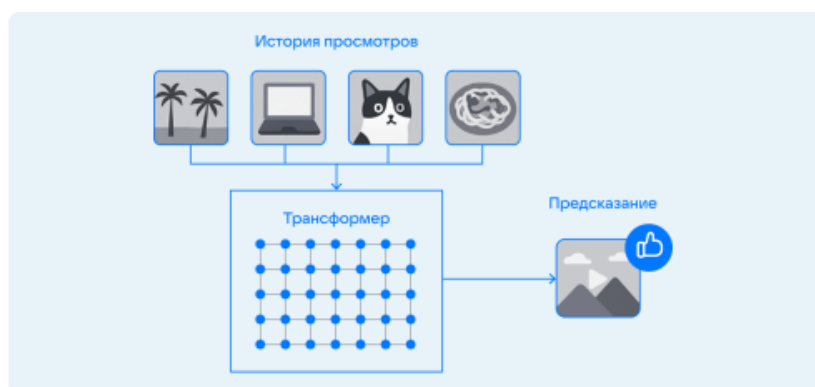 История просмотров
Трансформер
Предсказание